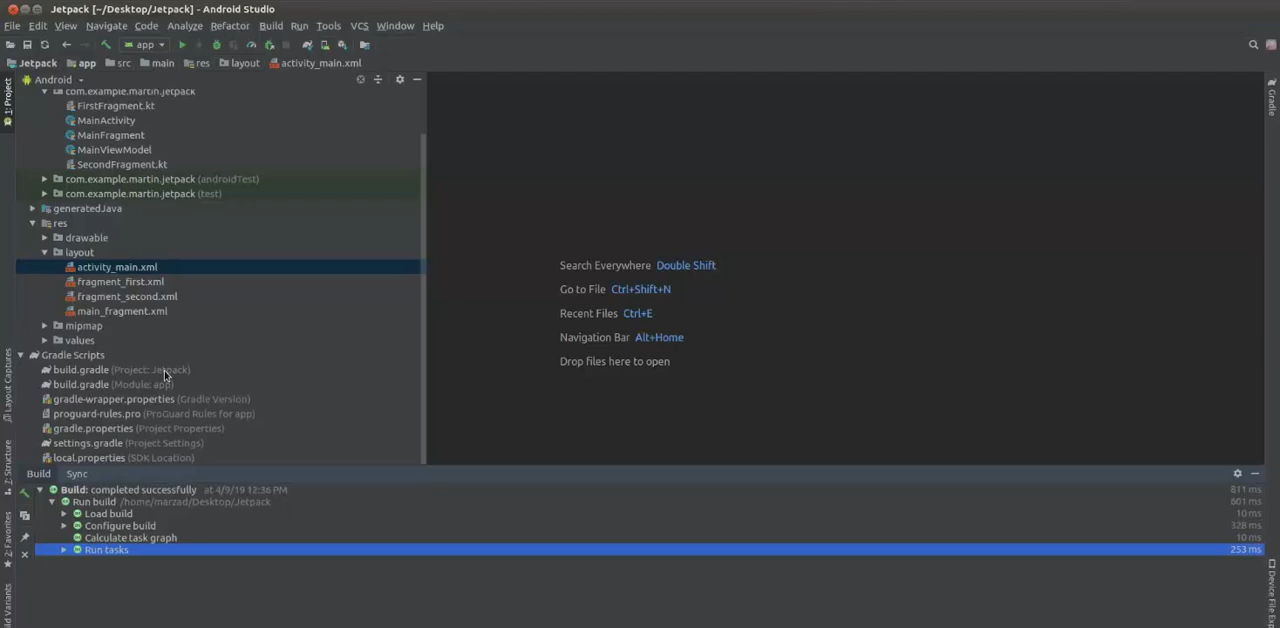 Jetpack [~/Desktop/Jetpack] - Android Studio
File Edit View Navigate Code Analyze Refactor Build Run Tools VCS Window Help
app
Jetpack app src main res layout activity_main.xml
1: Project
Android
com.example.martin.jetpack
FirstFragment.kt
MainActivity
MainFragment
MainViewModel
SecondFragment.kt
com.example.martin.jetpack (androidTest)
com.example.martin.jetpack (test)
generatedJava
res
drawable
layout
activity_main.xml
fragment_first.xml
fragment_second.xml
main_fragment.xml
mipmap
values
Gradle Scripts
build.gradle (Project: Jetpack)
build.gradle (Module: app)
gradle-wrapper.properties (Gradle Version)
proguard-rules.pro (ProGuard Rules for app)
gradle.properties (Project Properties)
settings.gradle (Project Settings)
local.properties (SDK Location)
Search Everywhere Double Shift
Go to File Ctrl+Shift+N
Recent Files Ctrl+E
Navigation Bar Alt+Home
Drop files here to open
Gradle
Layout Captures
Z: Structure
2: Favorites
Build Sync
Build: completed successfully at 4/9/19 12:36 PM 811 ms
Run build /home/marzad/Desktop/Jetpack 601 ms
Load build 10 ms
Configure build 328 ms
Calculate task graph 10 ms
Run tasks 253 ms
ld Variants
Device File Exp